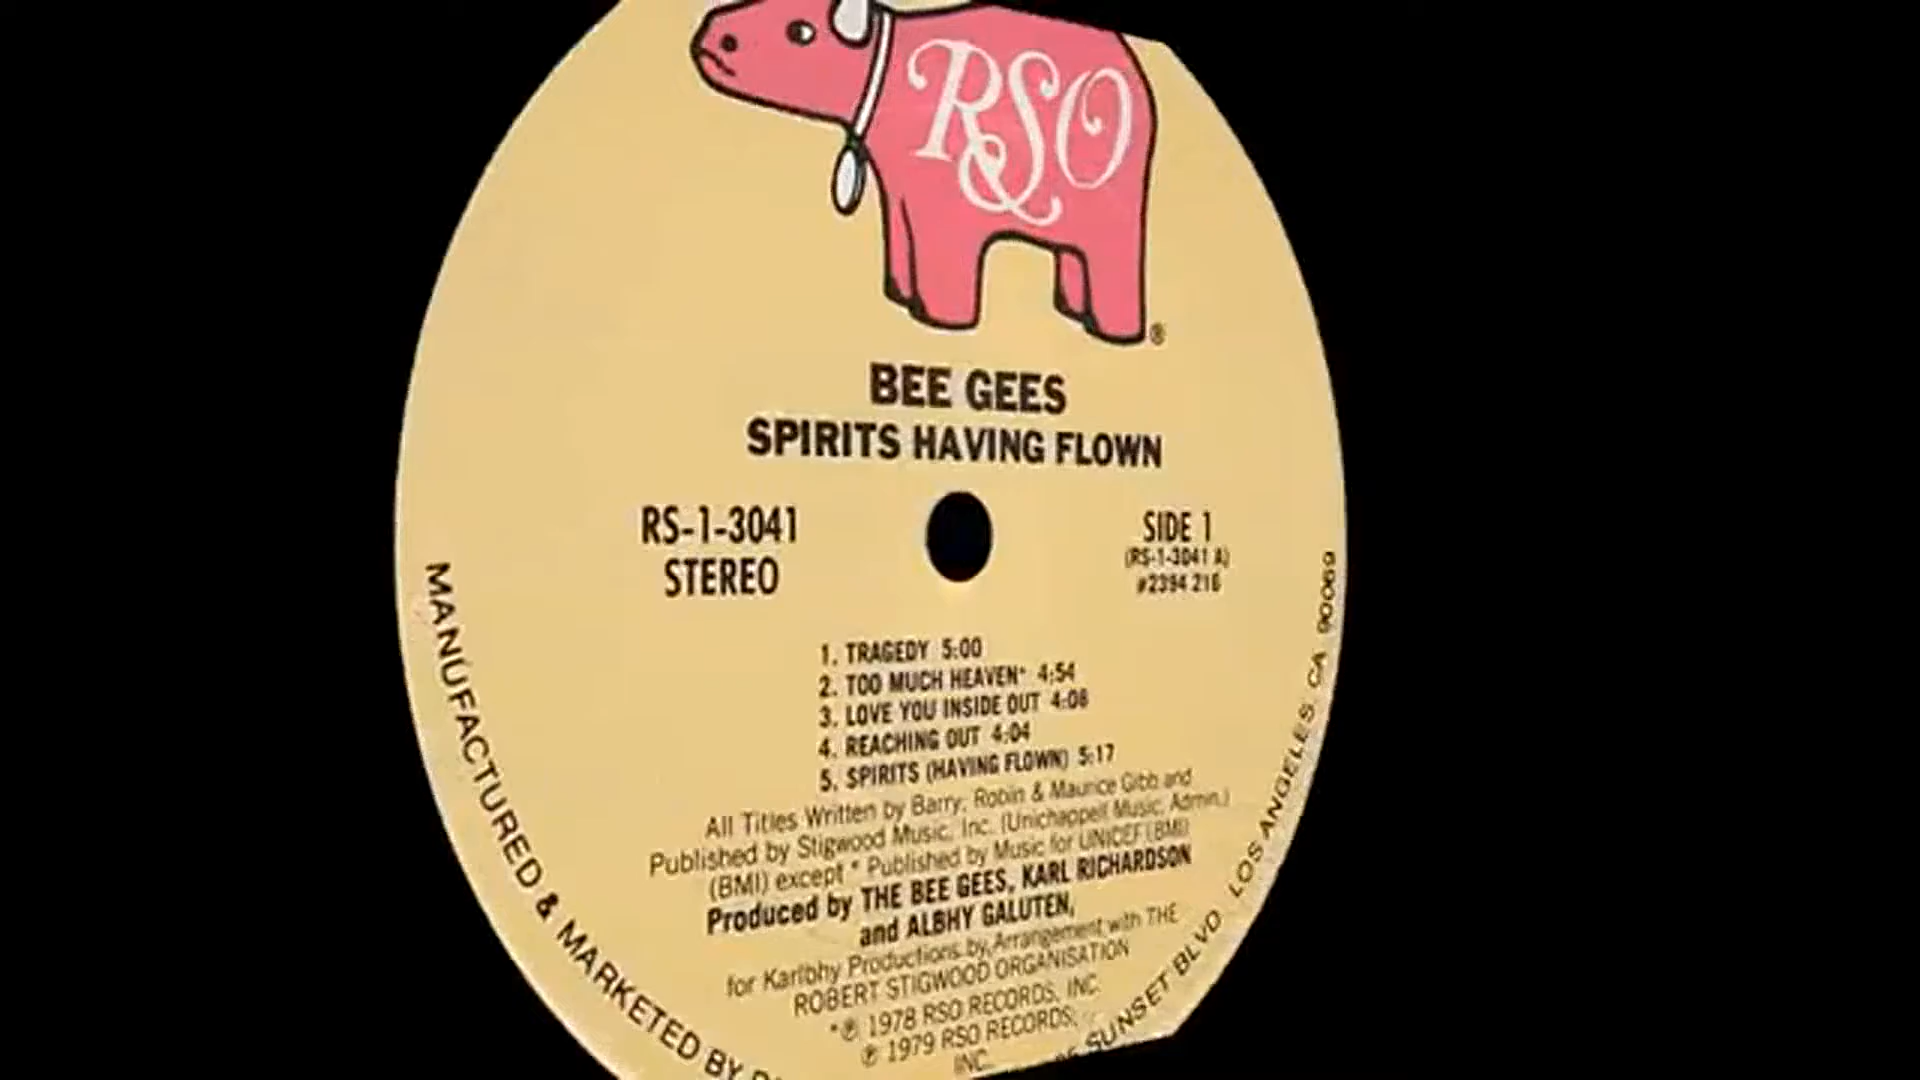 RSO
®
BEE GEES
SPIRITS HAVING FLOWN
RS-1-3041
STEREO
SIDE 1
(RS-1-3041 A)
#2394 216
1. TRAGEDY 5:00
2. TOO MUCH HEAVEN* 4:54
3. LOVE YOU INSIDE OUT 4:08
4. REACHING OUT 4:04
5. SPIRITS (HAVING FLOWN) 5:17
All Titles Written by Barry, Robin & Maurice Gibb and
Published by Stigwood Music, Inc. (Unichappell Music, Admin.)
(BMI) except * Published by Music for UNICEF (BMI)
Produced by THE BEE GEES, KARL RICHARDSON
and ALBHY GALUTEN,
for Karlbhy Productions by Arrangement with THE
ROBERT STIGWOOD ORGANISATION
*℗ 1978 RSO RECORDS, INC.
℗ 1979 RSO RECORDS,
INC.
MANUFACTURED & MARKETED BY
SUNSET BLVD. LOS ANGELES, CA 90069